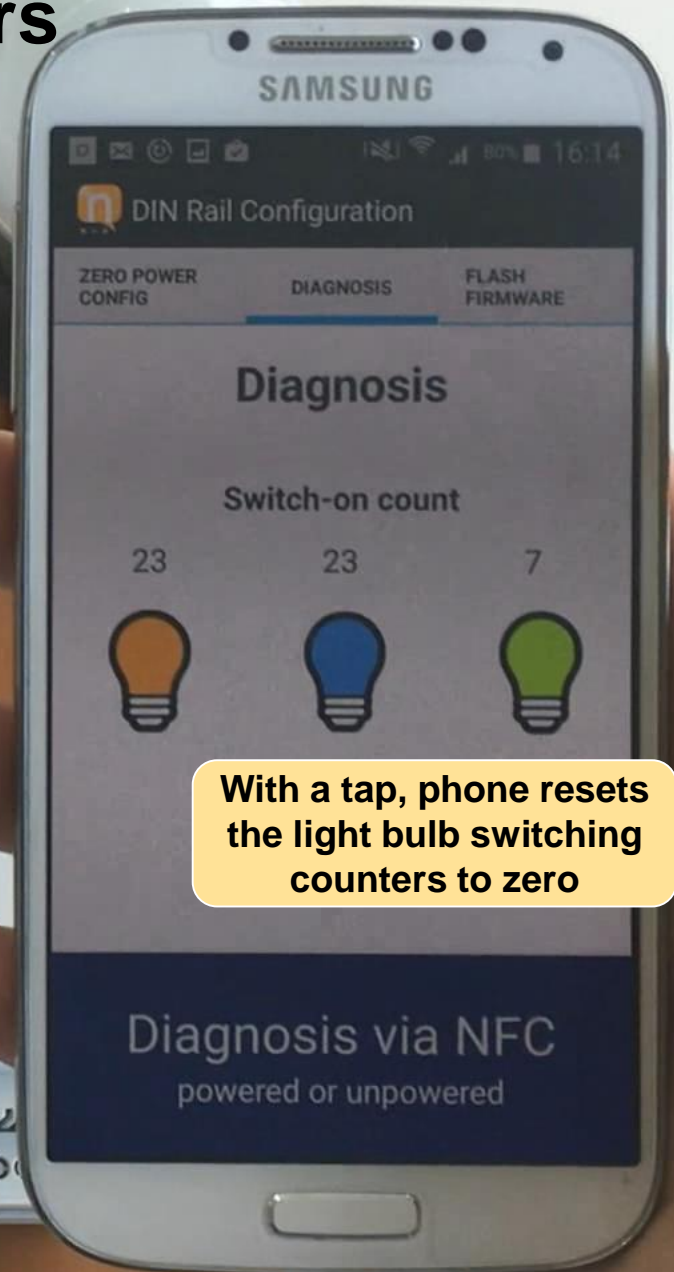 rs
SAMSUNG
80% 16:14
DIN Rail Configuration
ZERO POWER
CONFIG
DIAGNOSIS
FLASH
FIRMWARE
Diagnosis
Switch-on count
23 23 7
With a tap, phone resets
the light bulb switching
counters to zero
Diagnosis via NFC
powered or unpowered